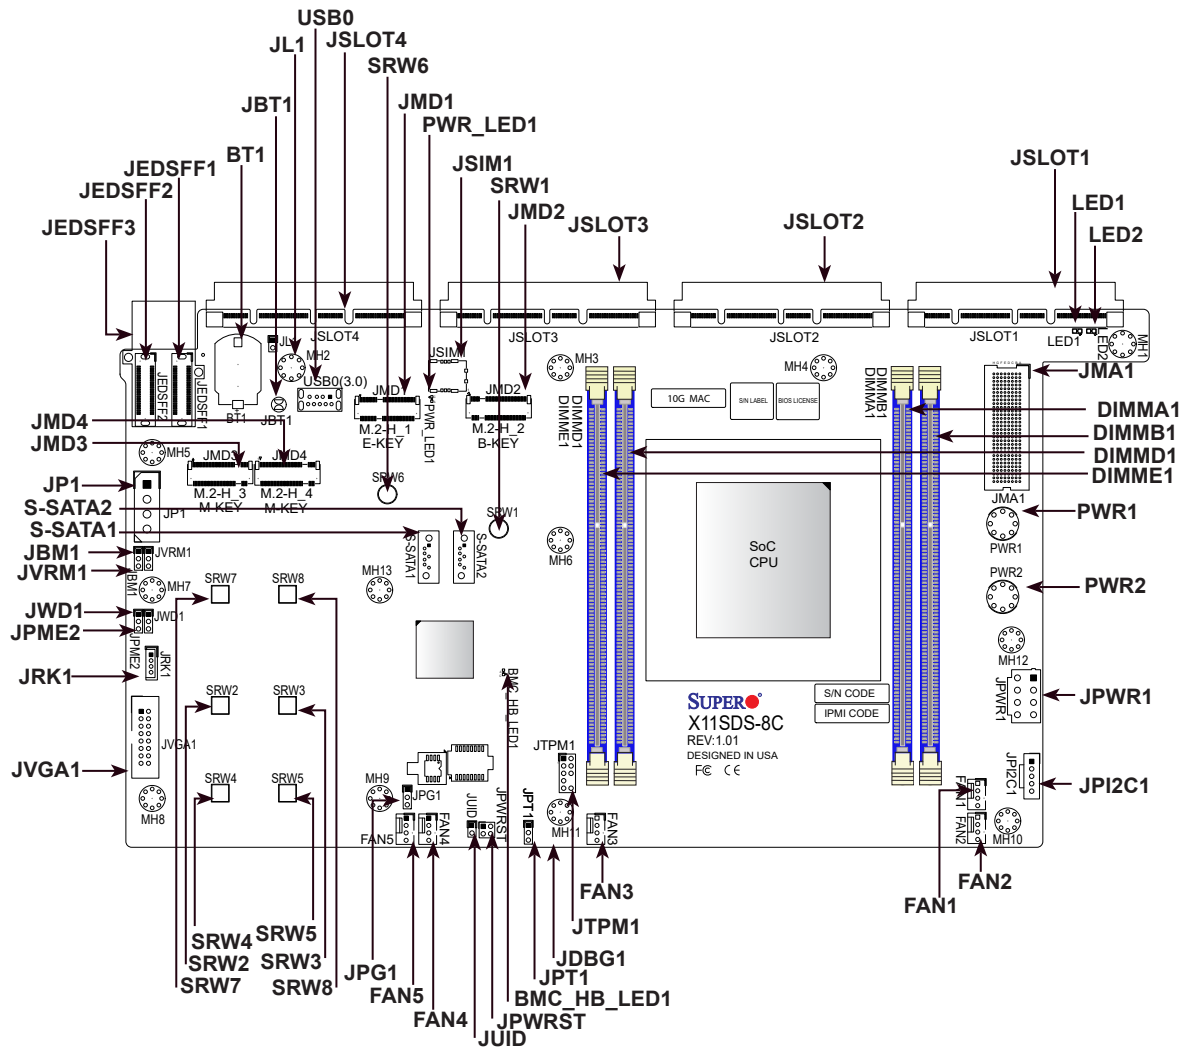 USB0
JL1
JSLOT4
SRW6
JBT1
JMD1
PWR_LED1
BT1
JSIM1
JEDSFF1
JEDSFF2
SRW1
JMD2
JEDSFF3
JSLOT3
JSLOT2
JSLOT1
LED1
LED2
JSLOT4
JSLOT3
JSLOT2
JSLOT1
LED1
LED2
MH1
MH2
MH3
MH4
USB0(3.0)
JEDSFF2
JEDSFF1
BT1
JBT1
JMD2
M.2-H_1
E-KEY
PWR_LED1
M.2-H_2
B-KEY
DIMMD1
DIMME1
10G MAC
S/N LABEL
BIOS LICENSE
DIMMB1
DIMMA1
JMA1
DIMMA1
DIMMB1
DIMMD1
DIMME1
JMD4
JMD3
MH5
JMD3
JMD4
M.2-H_3
M-KEY
M.2-H_4
M-KEY
SRW6
SRW1
JMA1
JP1
JP1
S-SATA2
S-SATA1
S-SATA1
S-SATA2
PWR1
PWR1
JBM1
JVRM1
JVRM1
MH7
SRW7
SRW8
MH13
MH6
SoC
CPU
PWR2
PWR2
JWD1
JPME2
JWD1
JPME2
MH12
JRK1
JRK1
BMC_HB_LED1
SRW2
SRW3
S/N CODE
IPMI CODE
JPWR1
JPWR1
SUPER
X11SDS-8C
REV:1.01
DESIGNED IN USA
FC CE
JVGA1
JVGA1
JTPM1
SRW4
SRW5
MH8
MH9
JPG1
JUID
JPWRST
JPT1
MH11
FAN5
FAN4
FAN3
FAN1
FAN2
MH10
JPI2C1
JPI2C1
FAN3
FAN2
FAN1
JTPM1
SRW4
SRW5
SRW2
SRW3
SRW7
SRW8
JPG1
FAN5
JDBG1
JPT1
BMC_HB_LED1
FAN4
JPWRST
JUID